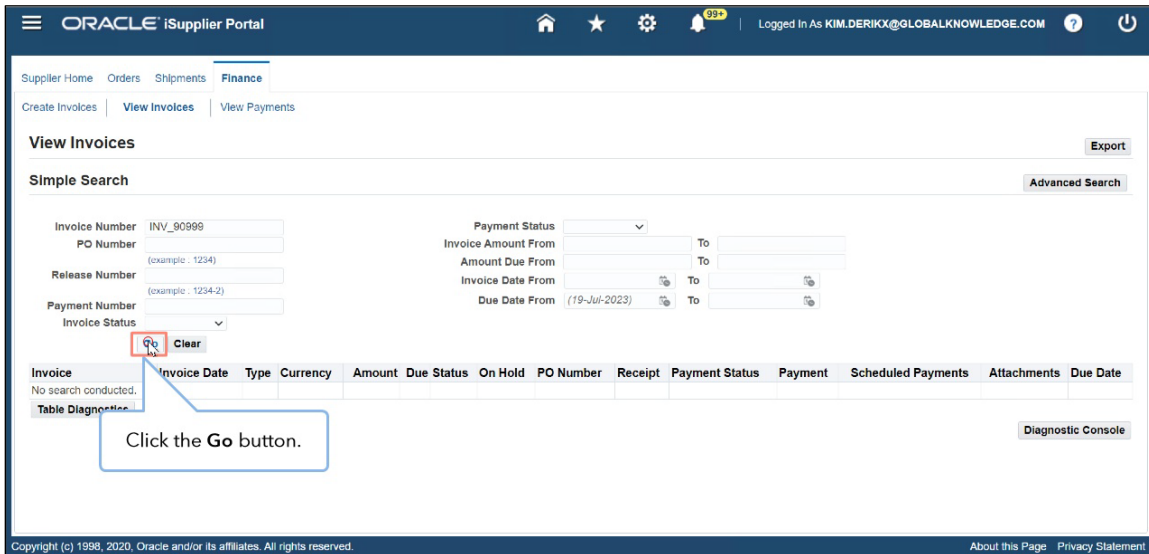 ORACLE iSupplier Portal 99+ Logged In As KIM.DERIKX@GLOBALKNOWLEDGE.COM ?
Supplier Home Orders Shipments Finance
Create Invoices View Invoices View Payments
View Invoices
Export
Simple Search
Advanced Search
Invoice Number INV_90999
PO Number
(example : 1234)
Release Number
(example : 1234-2)
Payment Number
Invoice Status
Payment Status
Invoice Amount From To
Amount Due From To
Invoice Date From To
Due Date From (19-Jul-2023) To
Go Clear
Invoice Invoice Date Type Currency Amount Due Status On Hold PO Number Receipt Payment Status Payment Scheduled Payments Attachments Due Date
No search conducted.
Table Diagnostics
Click the Go button.
Diagnostic Console
Copyright (c) 1998, 2020, Oracle and/or its affiliates. All rights reserved. About this Page Privacy Statement